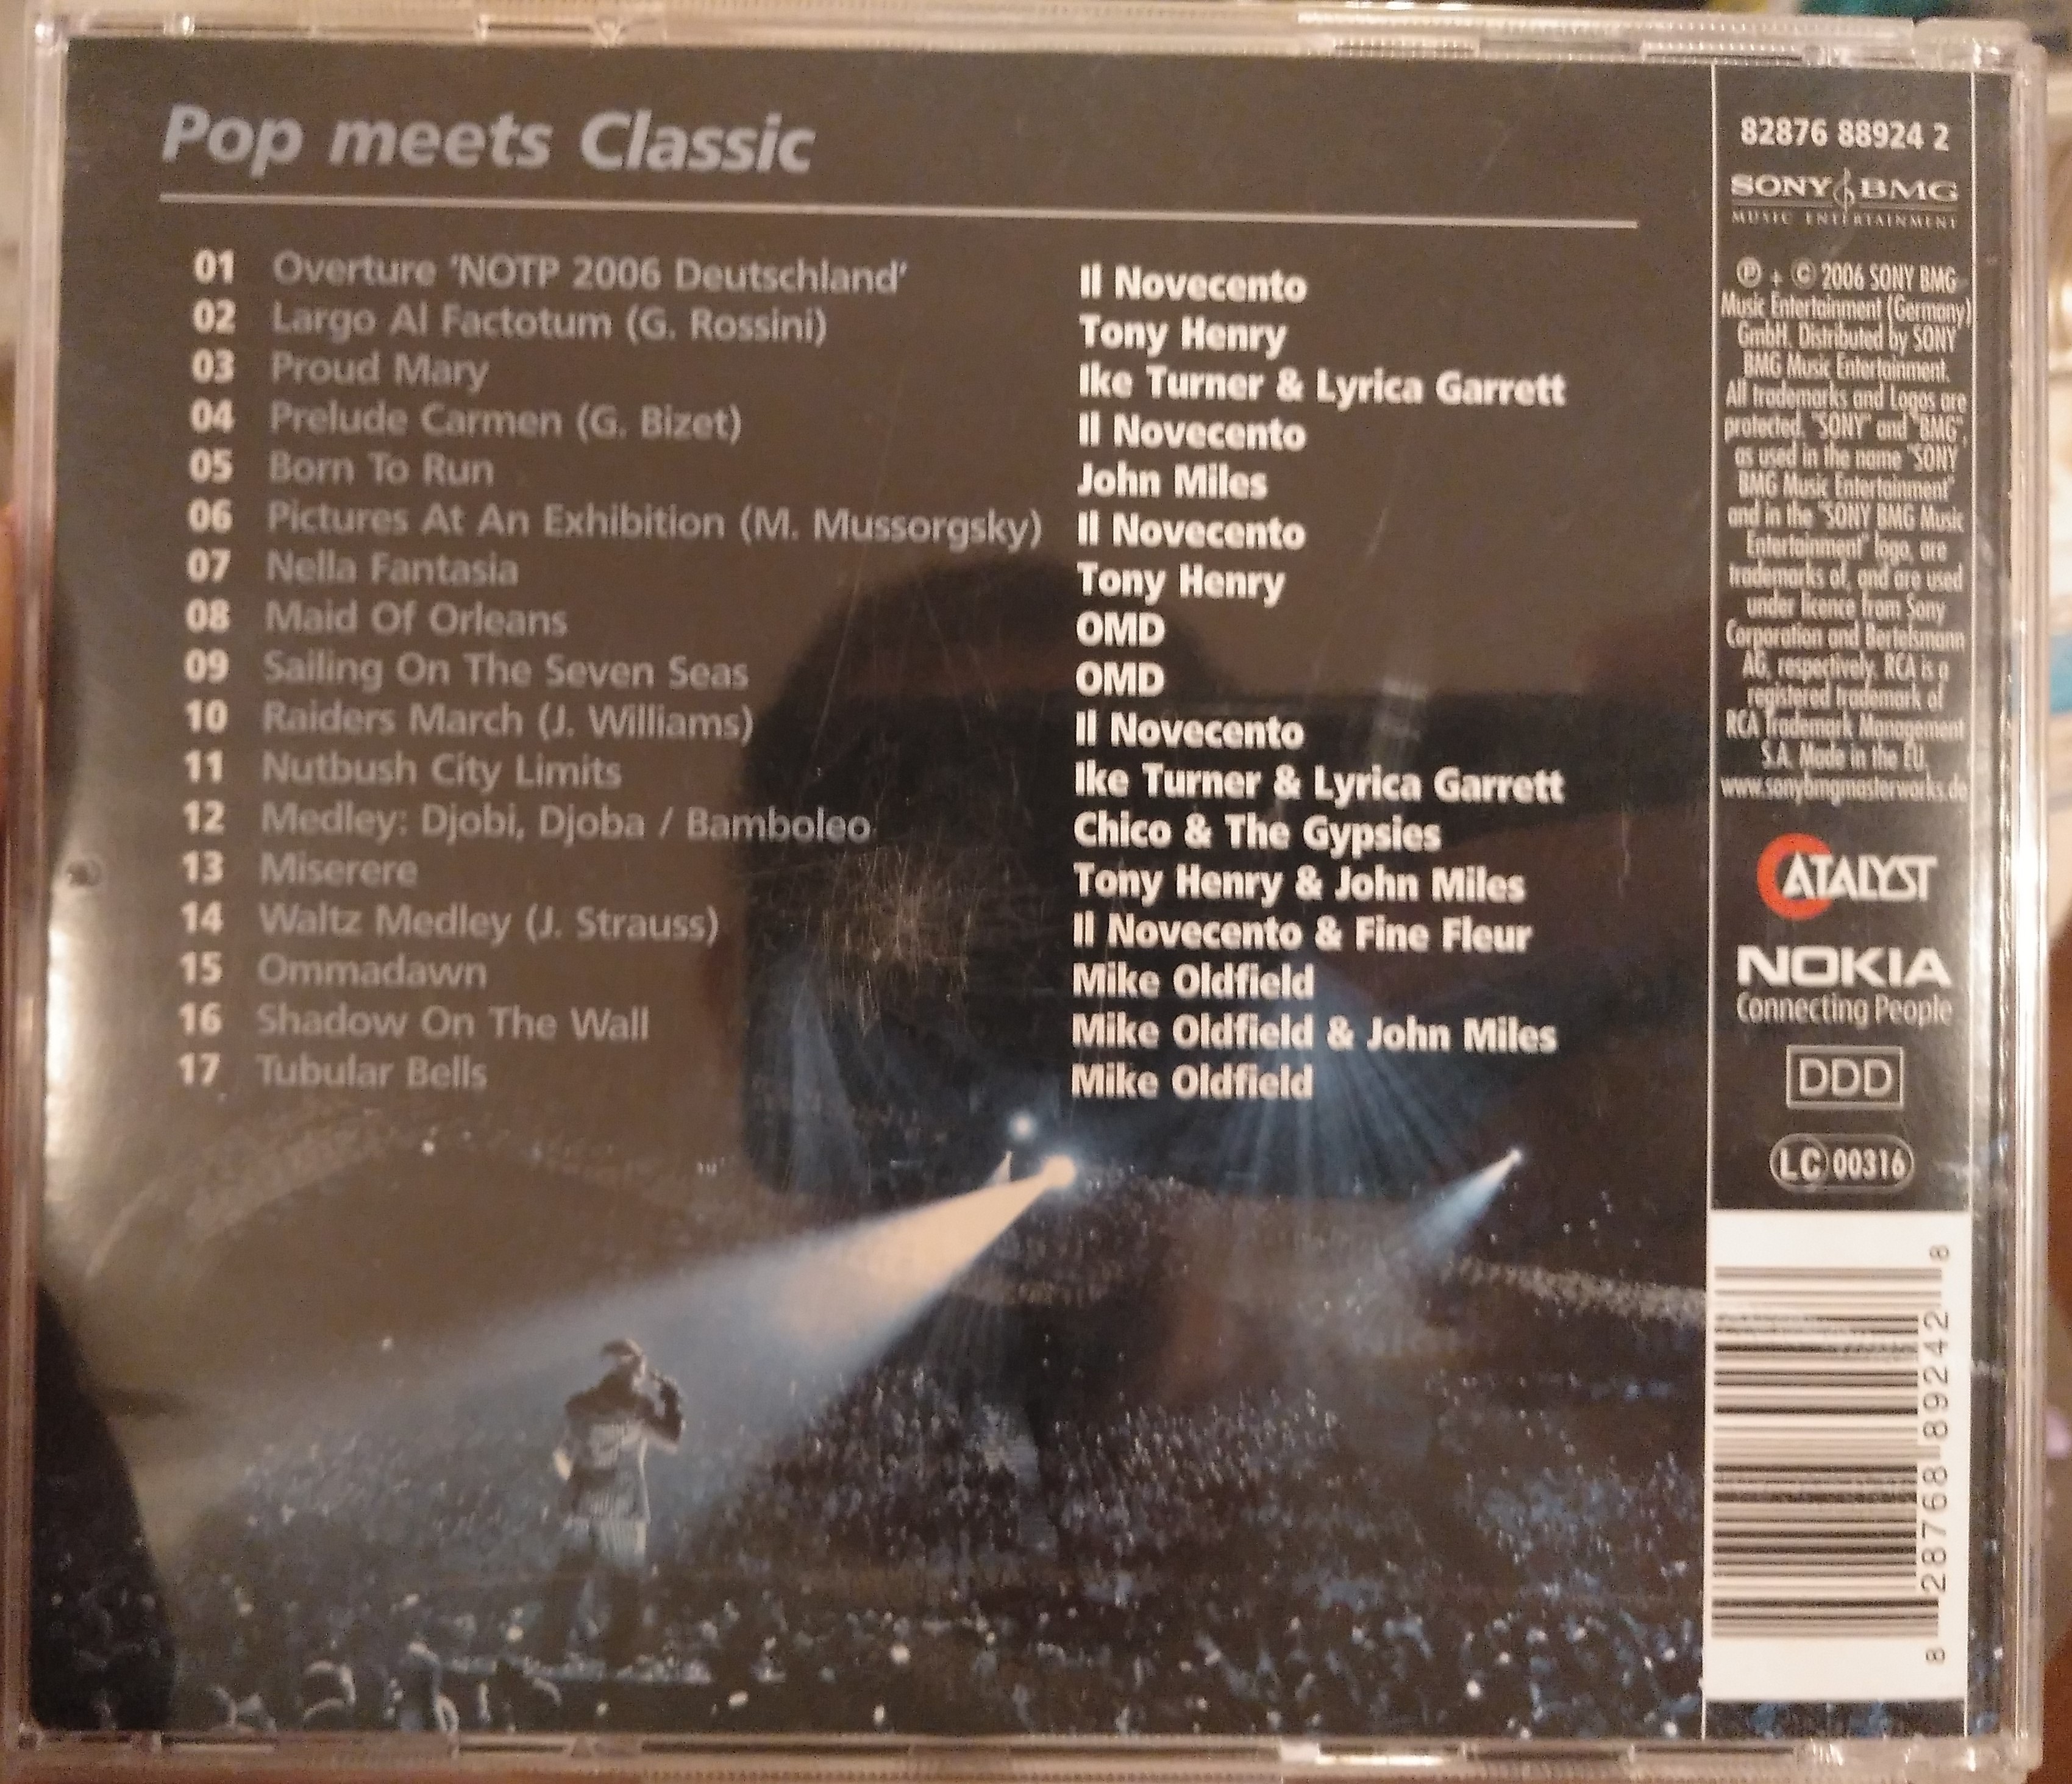 Pop meets Classic
01 Overture 'NOTP 2006 Deutschland' Il Novecento
02 Largo Al Factotum (G. Rossini) Tony Henry
03 Proud Mary Ike Turner & Lyrica Garrett
04 Prelude Carmen (G. Bizet) Il Novecento
05 Born To Run John Miles
06 Pictures At An Exhibition (M. Mussorgsky) Il Novecento
07 Nella Fantasia Tony Henry
08 Maid Of Orleans OMD
09 Sailing On The Seven Seas OMD
10 Raiders March (J. Williams) Il Novecento
11 Nutbush City Limits Ike Turner & Lyrica Garrett
12 Medley: Djobi, Djoba / Bamboleo Chico & The Gypsies
13 Miserere Tony Henry & John Miles
14 Waltz Medley (J. Strauss) Il Novecento & Fine Fleur
15 Ommadawn Mike Oldfield
16 Shadow On The Wall Mike Oldfield & John Miles
17 Tubular Bells Mike Oldfield
82876 88924 2
SONY BMG
MUSIC ENTERTAINMENT
℗ + © 2006 SONY BMG
Music Entertainment (Germany)
GmbH. Distributed by SONY
BMG Music Entertainment.
All trademarks and Logos are
protected. "SONY" and "BMG",
as used in the name "SONY
BMG Music Entertainment"
and in the "SONY BMG Music
Entertainment" logo, are
trademarks of, and are used
under licence from Sony
Corporation and Bertelsmann
AG, respectively. RCA is a
registered trademark of
RCA Trademark Management
S.A. Made in the EU.
www.sonybmgmasterworks.de
CATALYST
NOKIA
Connecting People
DDD
LC 00316
8 28768 89242 8